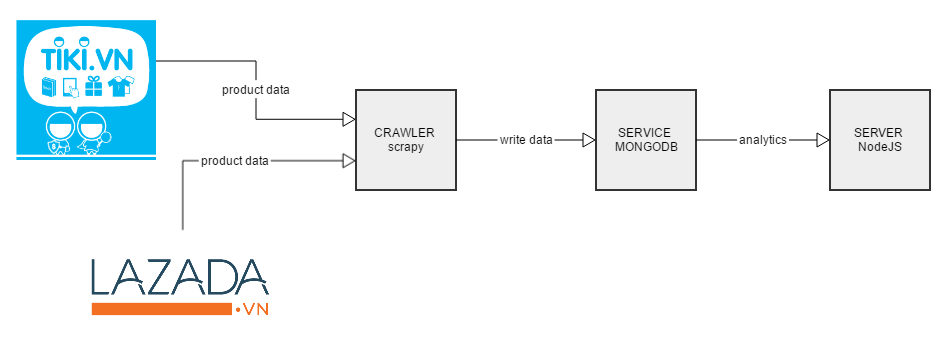 TIKI.VN
product data
product data
CRAWLER
scrapy
write data
SERVICE
MONGODB
analytics
SERVER
NodeJS
LAZADA
.VN